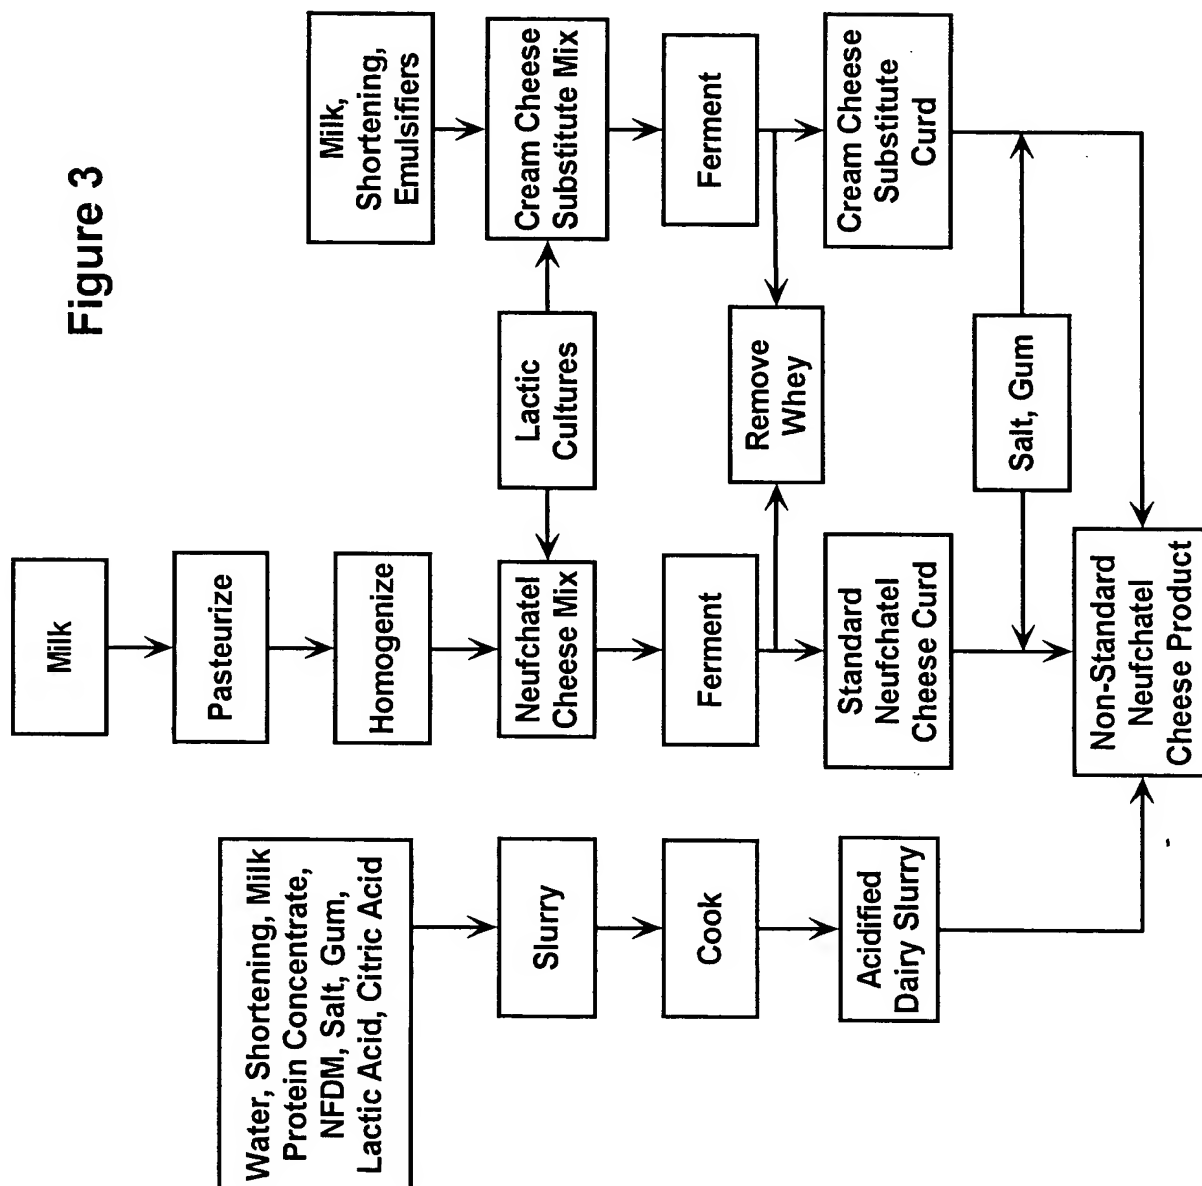 Figure 3
Water, Shortening, Milk
Protein Concentrate,
NFDM, Salt, Gum,
Lactic Acid, Citric Acid
Slurry
Cook
Acidified
Dairy Slurry
Milk
Pasteurize
Homogenize
Neufchatel
Cheese Mix
Ferment
Standard
Neufchatel
Cheese Curd
Non-Standard
Neufchatel
Cheese Product
Lactic
Cultures
Remove
Whey
Salt, Gum
Milk,
Shortening,
Emulsifiers
Cream Cheese
Substitute Mix
Ferment
Cream Cheese
Substitute
Curd